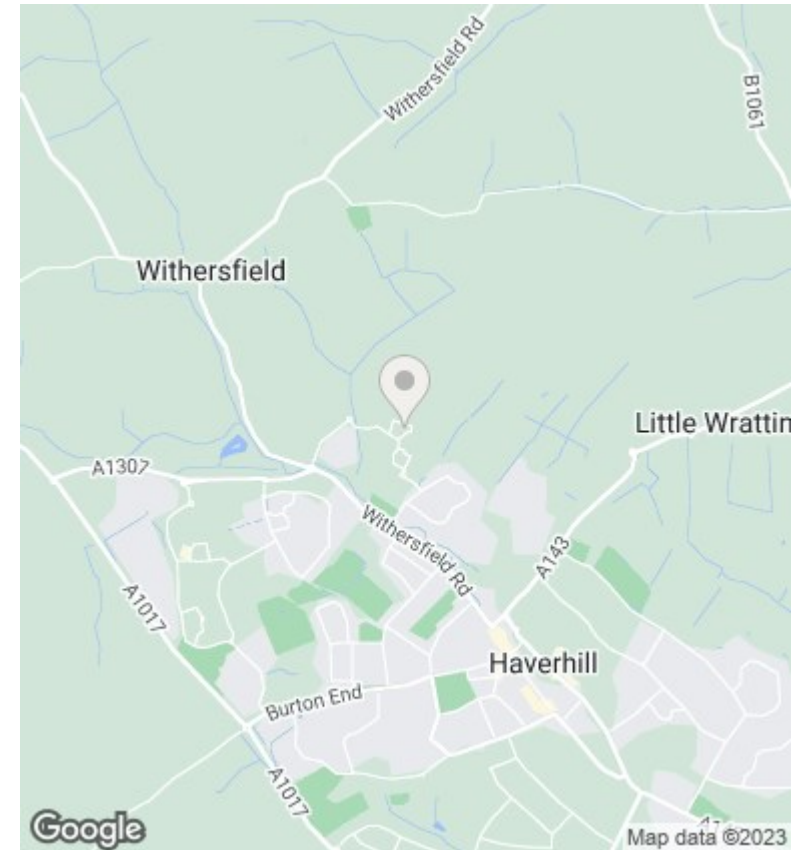 Withersfield Rd
B1061
Withersfield
Little Wrattin
A1307
Withersfield Rd
A143
A1017
Haverhill
Burton End
A1017
Google
Map data ©2023